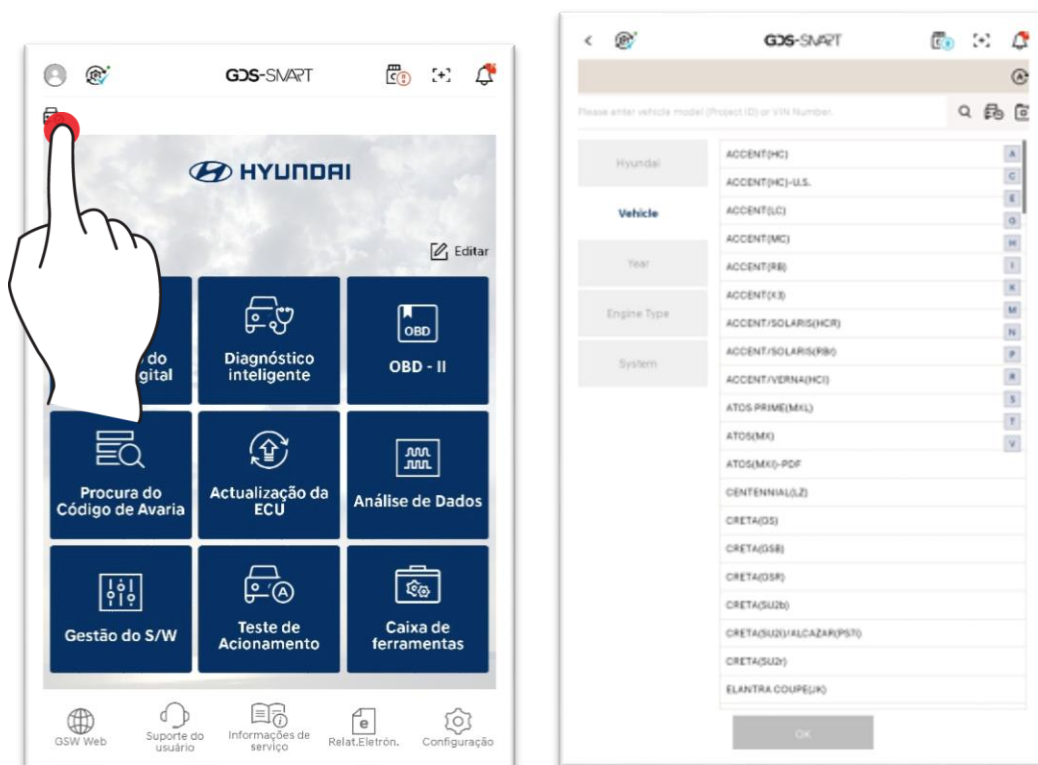 GDS-SMART
HYUNDAI
Editar
do
gital
Diagnóstico
inteligente
OBD
OBD - II
Procura do
Código de Avaria
Actualização da
ECU
Análise de Dados
Gestão do S/W
A
Teste de
Acionamento
Caixa de
ferramentas
GSW Web
Suporte do
usuário
Informações de
serviço
e
Relat.Eletrón.
Configuração
GDS-SMART
Please enter vehicle model (Project ID) or VIN Number.
Hyundai
Vehicle
Year
Engine Type
System
ACCENT(HC)
ACCENT(HC)-U.S.
ACCENT(LC)
ACCENT(MC)
ACCENT(RB)
ACCENT(X3)
ACCENT/SOLARIS(HCR)
ACCENT/SOLARIS(RBr)
ACCENT/VERNA(HCI)
ATOS PRIME(MXL)
ATOS(MX)
ATOS(MXI)-PDF
CENTENNIAL(LZ)
CRETA(GS)
CRETA(GSB)
CRETA(GSR)
CRETA(SU2b)
CRETA(SU2i)/ALCAZAR(PS7i)
CRETA(SU2r)
ELANTRA COUPE(JK)
A
C
E
G
H
I
K
M
N
P
R
S
T
V
OK